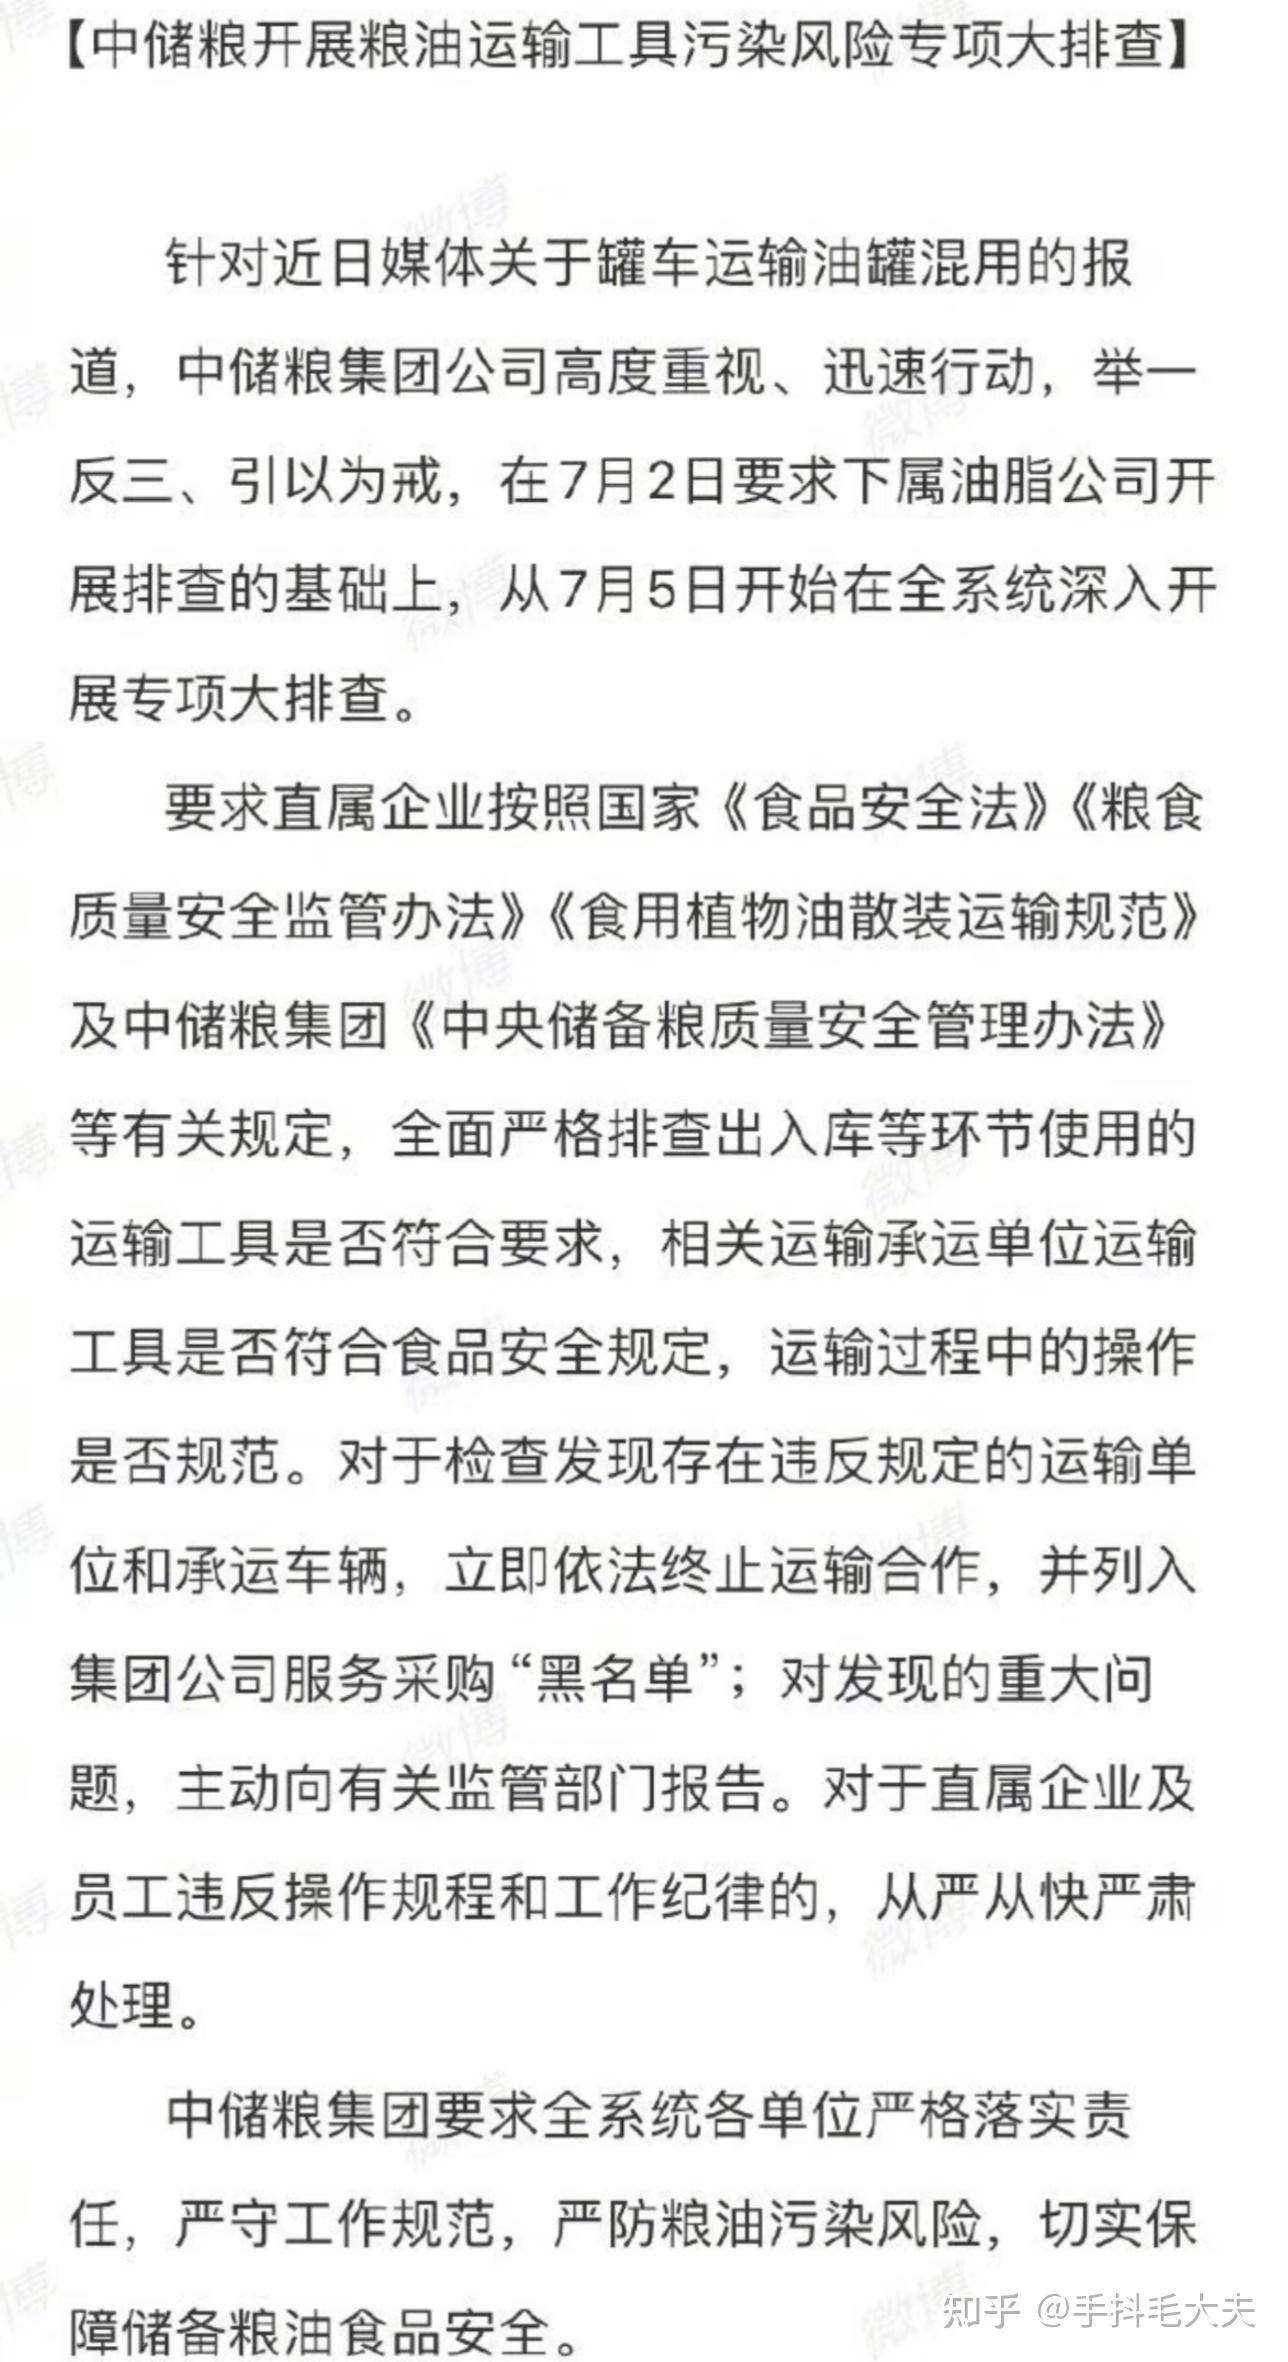 【中储粮开展粮油运输工具污染风险专项大排查】
针对近日媒体关于罐车运输油罐混用的报
道，中储粮集团公司高度重视、迅速行动，举一
反三、引以为戒，在7月2日要求下属油脂公司开
展排查的基础上，从7月5日开始在全系统深入开
展专项大排查。
要求直属企业按照国家《食品安全法》《粮食
质量安全监管办法》《食用植物油散装运输规范》
及中储粮集团《中央储备粮质量安全管理办法》
等有关规定，全面严格排查出入库等环节使用的
运输工具是否符合要求，相关运输承运单位运输
工具是否符合食品安全规定，运输过程中的操作
是否规范。对于检查发现存在违反规定的运输单
位和承运车辆，立即依法终止运输合作，并列入
集团公司服务采购“黑名单”；对发现的重大问
题，主动向有关监管部门报告。对于直属企业及
员工违反操作规程和工作纪律的，从严从快严肃
处理。
中储粮集团要求全系统各单位严格落实责
任，严守工作规范，严防粮油污染风险，切实保
障储备粮油食品安全。
知乎 @手抖毛大夫